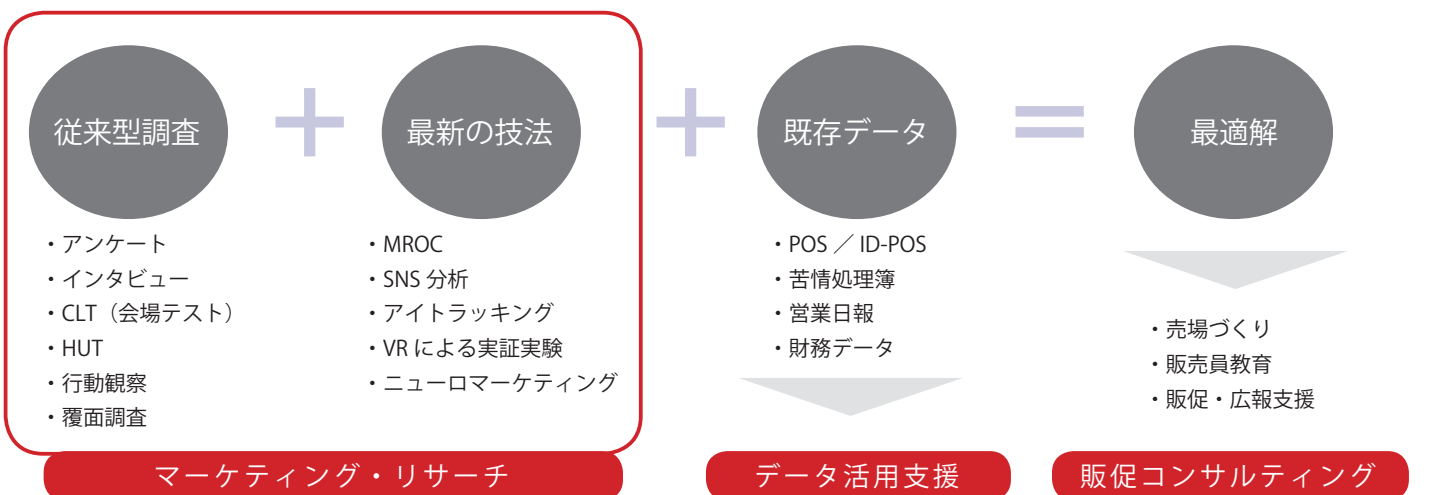 従来型調査
・アンケート
・インタビュー
・CLT（会場テスト）
・HUT
・行動観察
・覆面調査
＋
最新の技法
・MROC
・SNS 分析
・アイトラッキング
・VR による実証実験
・ニューロマーケティング
マーケティング・リサーチ
＋
既存データ
・POS ／ ID-POS
・苦情処理簿
・営業日報
・財務データ
データ活用支援
＝
最適解
・売場づくり
・販売員教育
・販促・広報支援
販促コンサルティング